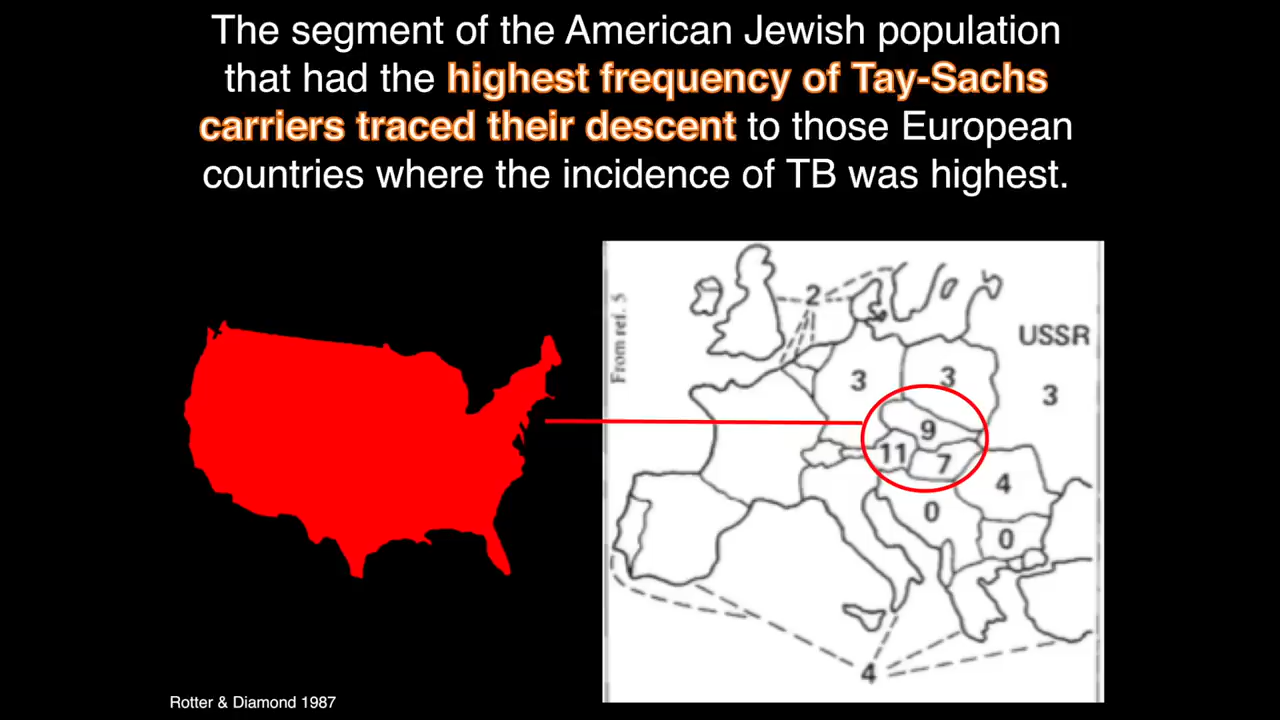 The segment of the American Jewish population
that had the highest frequency of Tay-Sachs
carriers traced their descent to those European
countries where the incidence of TB was highest.
From ref. 5
2
USSR
3
3
3
9
11
7
4
0
0
4
Rotter & Diamond 1987